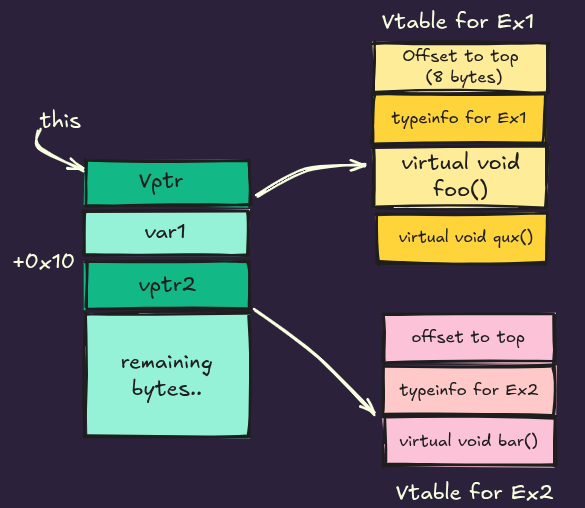 Vtable for Ex1
Offset to top
(8 bytes)
typeinfo for Ex1
virtual void
foo()
virtual void qux()
this
Vptr
var1
+0x10
vptr2
remaining
bytes..
offset to top
typeinfo for Ex2
virtual void bar()
Vtable for Ex2